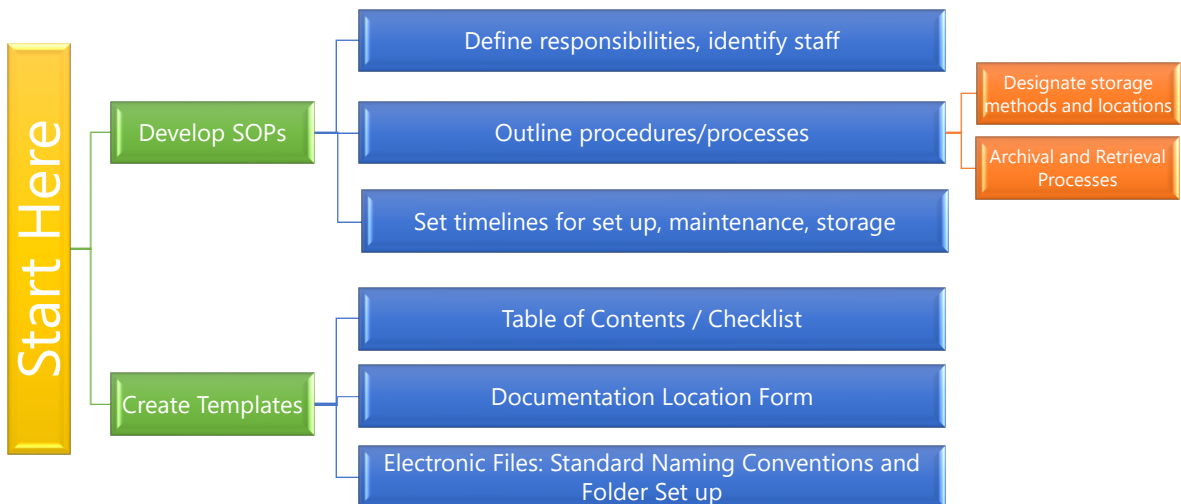 Start Here
Develop SOPs
Define responsibilities, identify staff
Outline procedures/processes
Designate storage
methods and locations
Archival and Retrieval
Processes
Set timelines for set up, maintenance, storage
Create Templates
Table of Contents / Checklist
Documentation Location Form
Electronic Files: Standard Naming Conventions and
Folder Set up